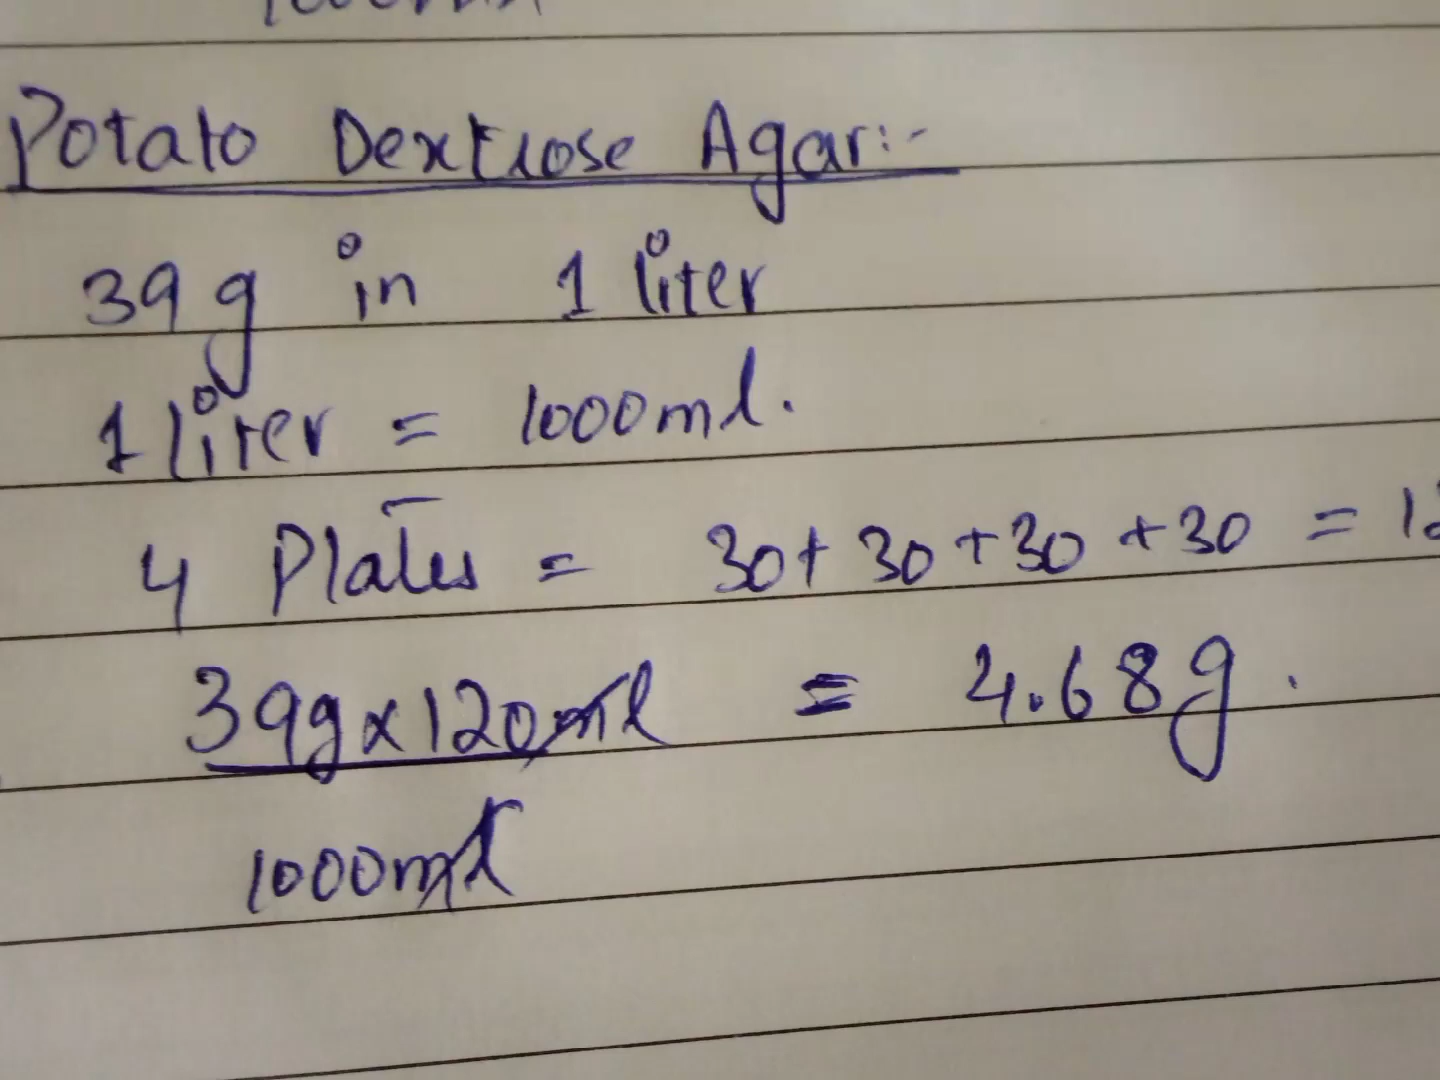 Potato Dextrose Agar:-
39 g in 1 liter
1 liter = 1000ml.
4 Plates = 30+ 30 +30 +30 =
39g x 120ml = 4.68g.
1000ml